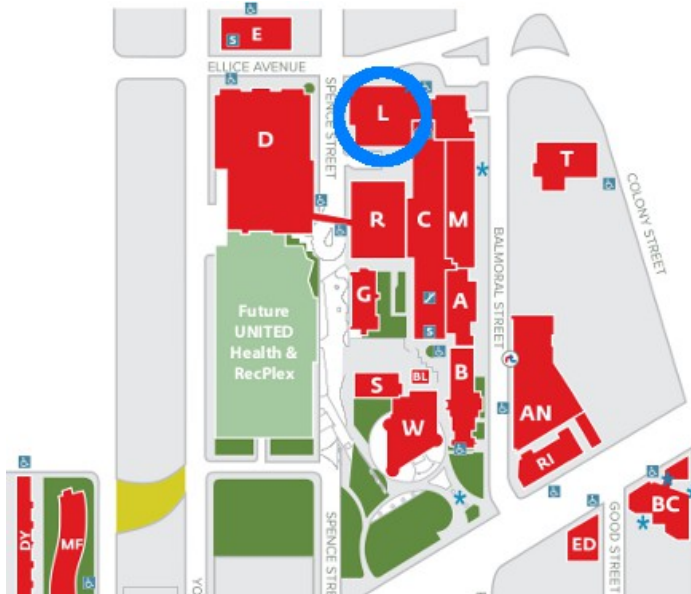 E
S
ELLICE AVENUE
SPENCE STREET
L
D
T
COLONY STREET
R
C
M
BALMORAL STREET
G
A
Future
UNITED
Health &
RecPlex
S
S
BL
B
W
AN
RI
DY
MF
SPENCE STRE
YO
ED
GOOD STREET
BC